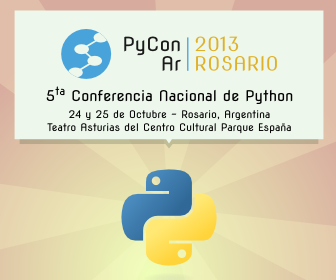 PyCon 2013
Ar ROSARIO
5ta Conferencia Nacional de Python
24 y 25 de Octubre - Rosario, Argentina
Teatro Asturias del Centro Cultural Parque España